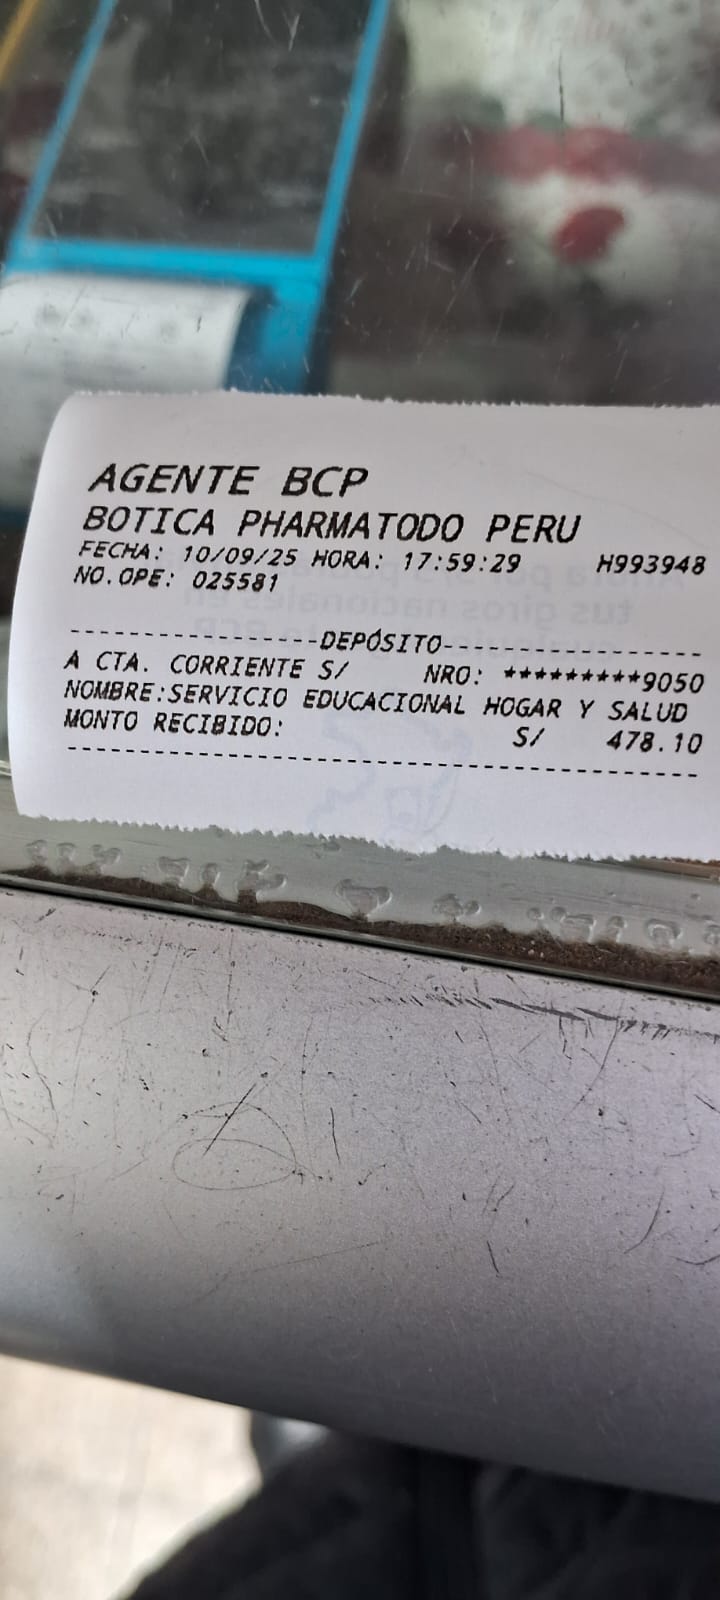 AGENTE BCP
BOTICA PHARMATODO PERU
FECHA: 10/09/25 HORA: 17:59:29 H993948
NO.OPE: 025581
------------------DEPÓSITO------------------
A CTA. CORRIENTE S/ NRO: *********9050
NOMBRE:SERVICIO EDUCACIONAL HOGAR Y SALUD
MONTO RECIBIDO: S/ 478.10
--------------------------------------------